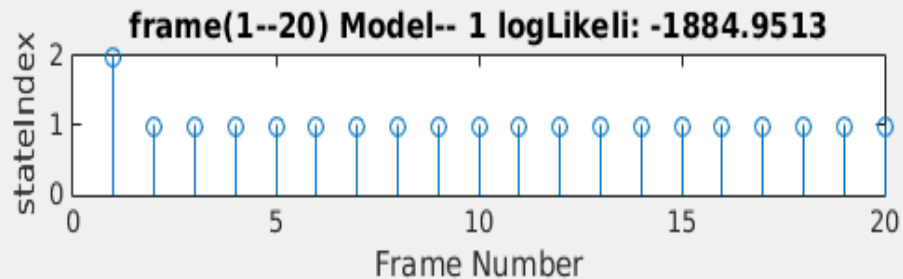 frame(1--20) Model-- 1 logLikeli: -1884.9513
stateIndex
2
1
0
0 5 10 15 20
Frame Number